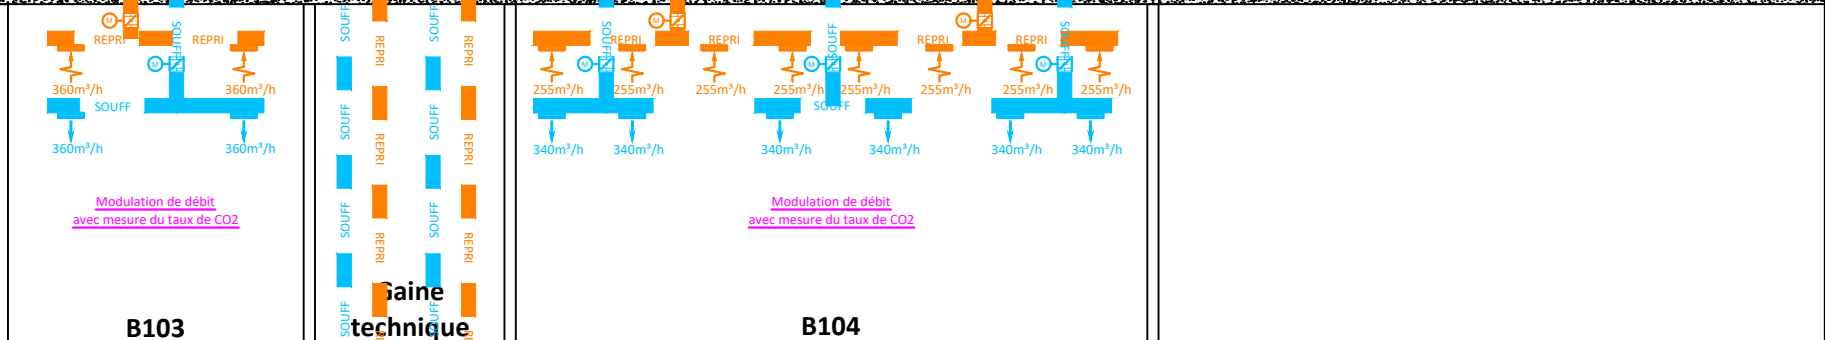 M
SOUFF
REPRI
REPRI
M
360m³/h
360m³/h
SOUFF
360m³/h
360m³/h
Modulation de débit
avec mesure du taux de CO2
B103
SOUFF
REPRI
SOUFF
REPRI
SOUFF
REPRI
SOUFF
REPRI
SOUFF
REPRI
SOUFF
REPRI
Gaine
technique
SOUFF
SOUFF
M
M
SOUFF
SOUFF
SOUFF
REPRI
REPRI
REPRI
M
M
M
255m³/h
255m³/h
255m³/h
255m³/h
255m³/h
255m³/h
255m³/h
255m³/h
SOUFF
340m³/h
340m³/h
340m³/h
340m³/h
340m³/h
340m³/h
Modulation de débit
avec mesure du taux de CO2
B104